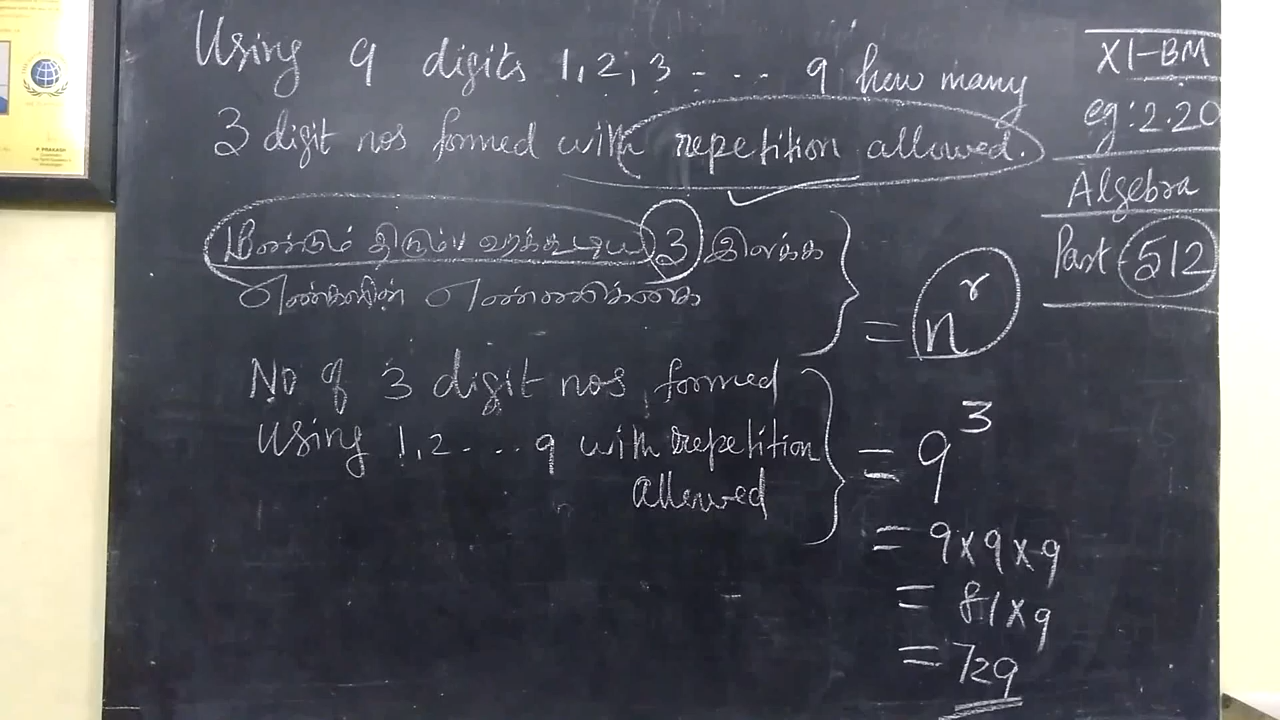 Using 9 digits 1, 2, 3 - - - - 9 how many
3 digit nos formed with repetition allowed.
மீண்டும் திரும்ப வரக்கூடிய 3 இலக்க
எண்களின் எண்ணிக்கை
= n^r
No of 3 digit nos formed
using 1, 2 - - - 9 with repetition
allowed
= 9^3
= 9 x 9 x 9
= 81 x 9
= 729
XI-BM
eg: 2.20
Algebra
Part-512